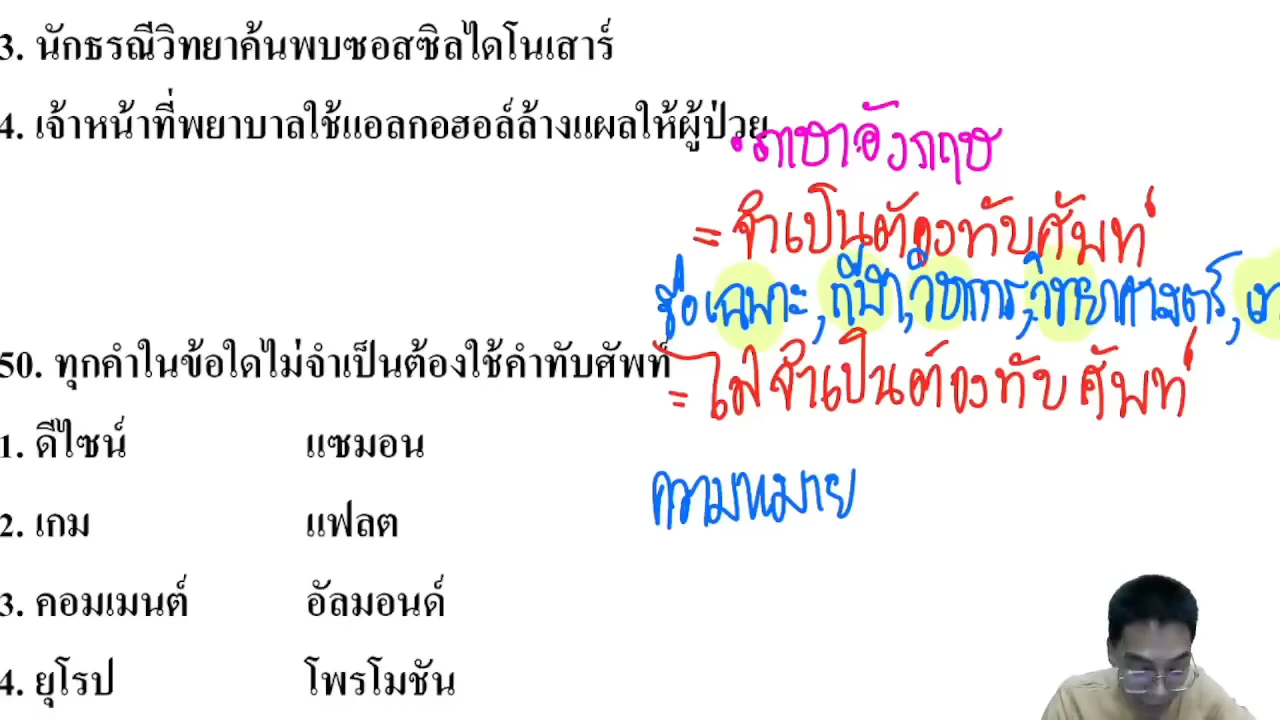 3. นักธรณีวิทยาค้นพบซอสซิลไดโนเสาร์
4. เจ้าหน้าที่พยาบาลใช้แอลกอฮอล์ล้างแผลให้ผู้ป่วย
• ภาษาอังกฤษ
= จำเป็นต้องทับศัพท์
ชื่อเฉพาะ, กีฬา, วิชาการ, วิทยาศาสตร์,
50. ทุกคำในข้อใดไม่จำเป็นต้องใช้คำทับศัพท์
= ไม่จำเป็นต้องทับศัพท์
1. ดีไซน์ แซมอน
ความหมาย
2. เกม แฟลต
3. คอมเมนต์ อัลมอนด์
4. ยุโรป โพรโมชัน